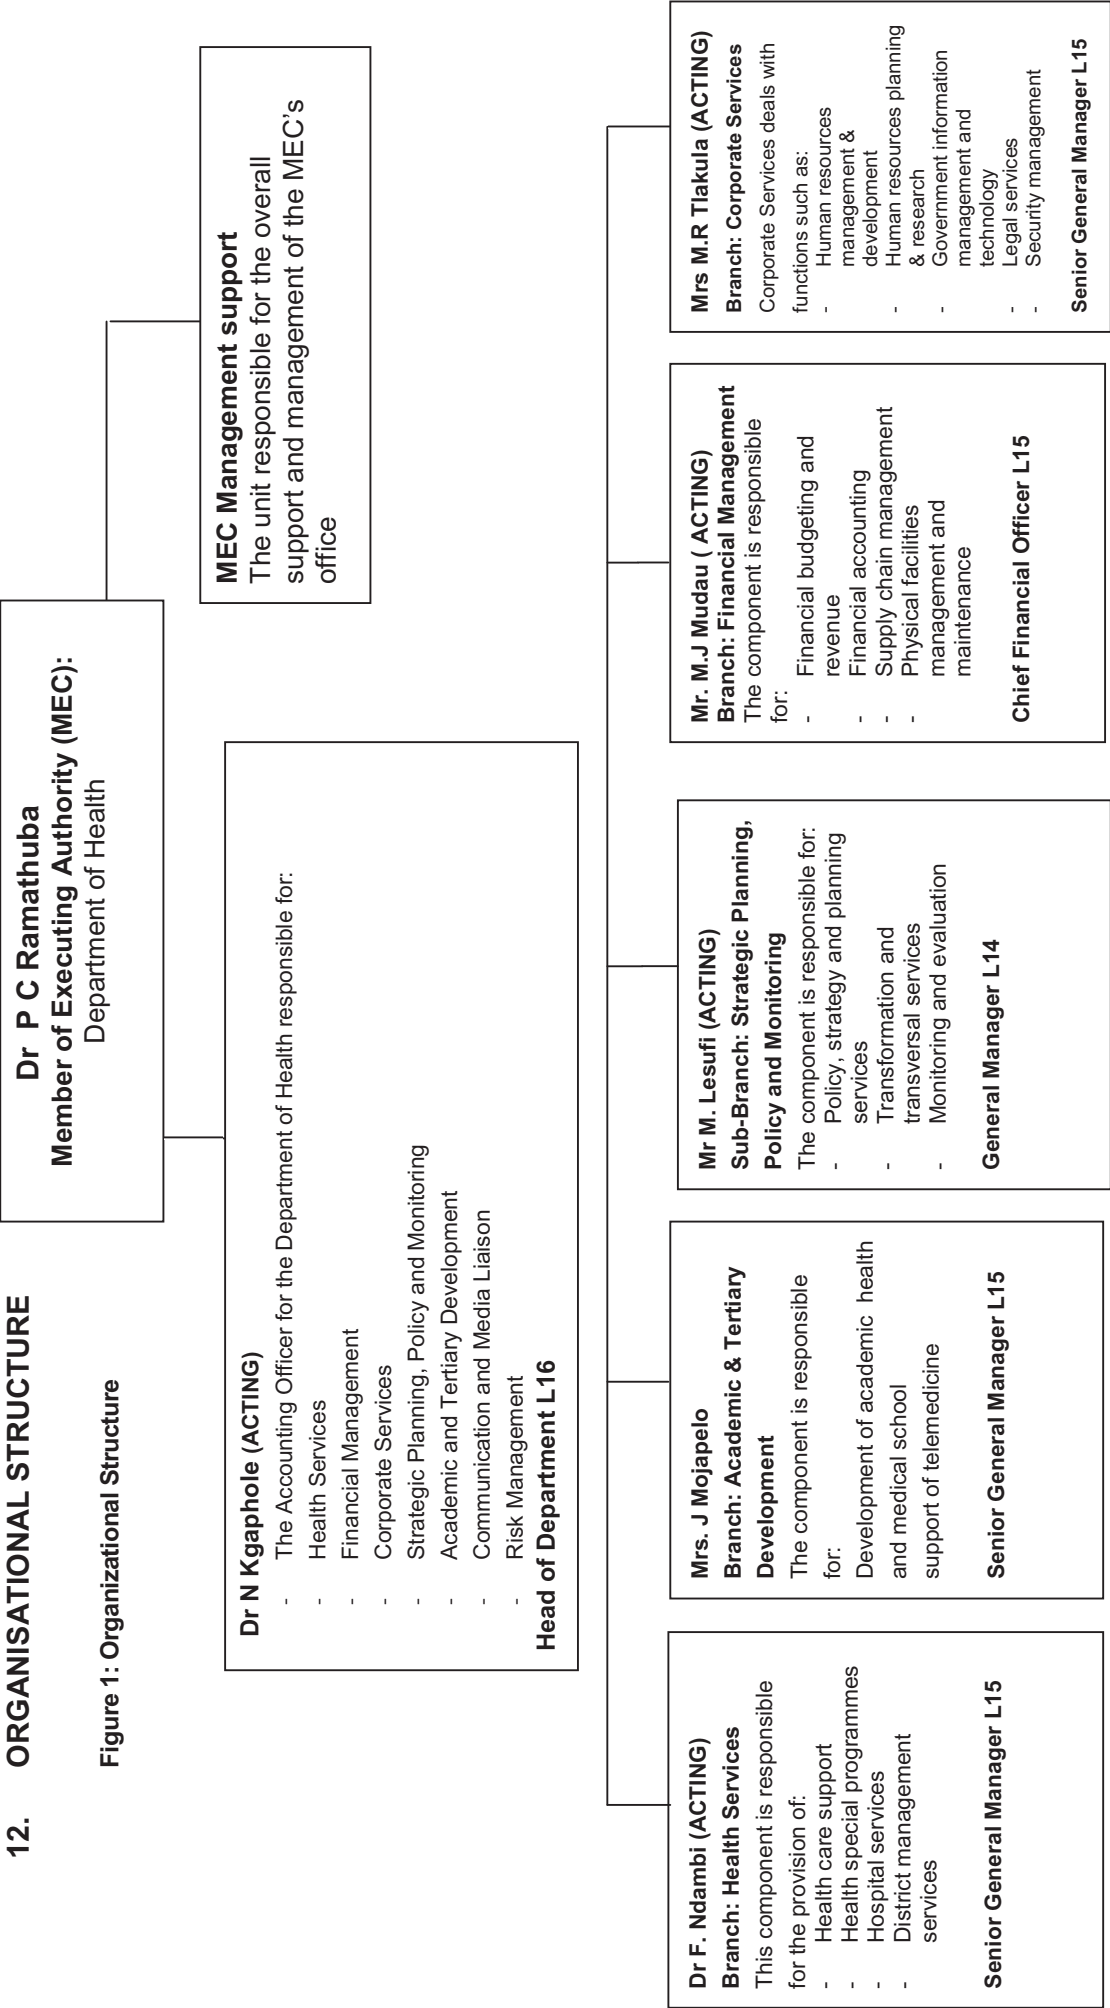 12. ORGANISATIONAL STRUCTURE
Figure 1: Organizational Structure
Dr P C Ramathuba
Member of Executing Authority (MEC):
Department of Health
MEC Management support
The unit responsible for the overall
support and management of the MEC's
office
Dr N Kgaphole (ACTING)
- The Accounting Officer for the Department of Health responsible for:
- Health Services
- Financial Management
- Corporate Services
- Strategic Planning, Policy and Monitoring
- Academic and Tertiary Development
- Communication and Media Liaison
- Risk Management
Head of Department L16
Dr F. Ndambi (ACTING)
Branch: Health Services
This component is responsible
for the provision of:
- Health care support
- Health special programmes
- Hospital services
- District management
services
Senior General Manager L15
Mrs. J Mojapelo
Branch: Academic & Tertiary
Development
The component is responsible
for:
Development of academic health
and medical school
support of telemedicine
Senior General Manager L15
Mr M. Lesufi (ACTING)
Sub-Branch: Strategic Planning,
Policy and Monitoring
The component is responsible for:
- Policy, strategy and planning
services
- Transformation and
transversal services
- Monitoring and evaluation
General Manager L14
Mr. M.J Mudau ( ACTING)
Branch: Financial Management
The component is responsible
for:
- Financial budgeting and
revenue
- Financial accounting
- Supply chain management
- Physical facilities
management and
maintenance
Chief Financial Officer L15
Mrs M.R Tlakula (ACTING)
Branch: Corporate Services
Corporate Services deals with
functions such as:
- Human resources
management &
development
- Human resources planning
& research
- Government information
management and
technology
- Legal services
- Security management
Senior General Manager L15